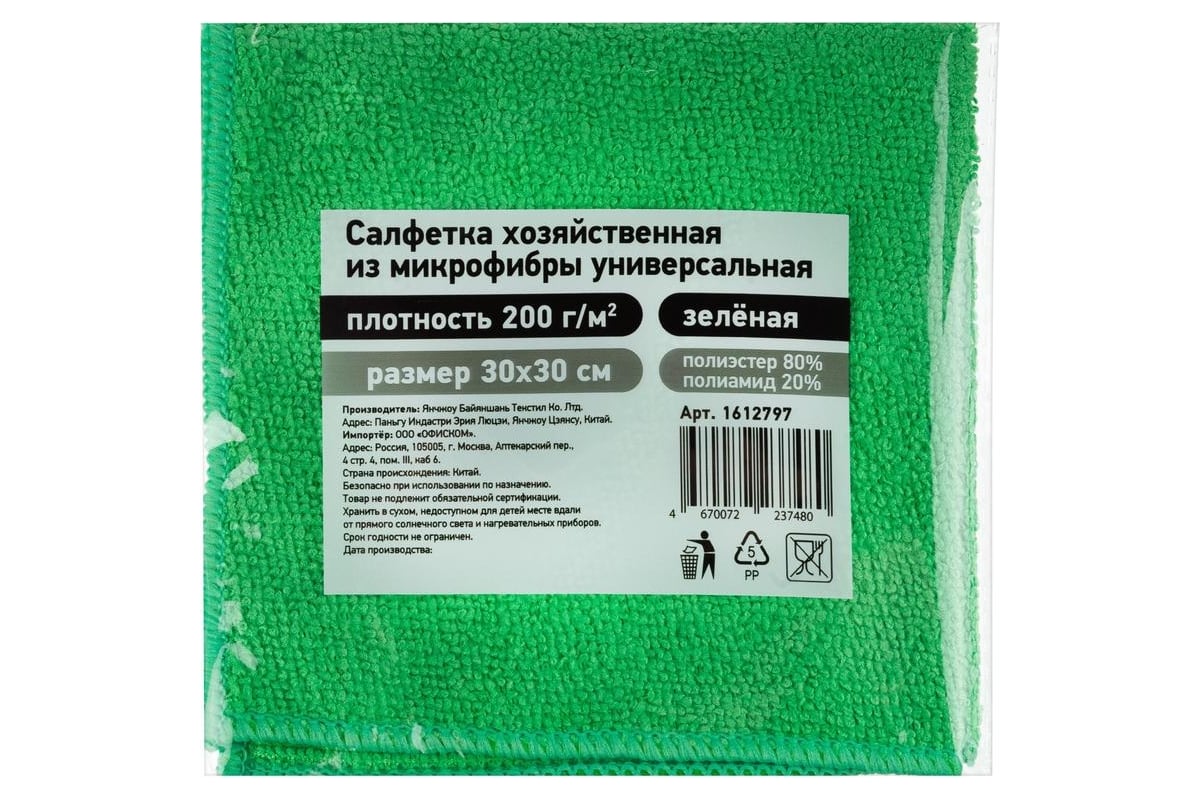 Салфетка хозяйственная
из микрофибры универсальная
плотность 200 г/м²
зелёная
размер 30x30 см
полиэстер 80%
полиамид 20%
Производитель: Янчжоу Байяншань Текстил Ко. Лтд.
Адрес: Паньгу Индастри Эрия Люцзи, Янчжоу Цзянсу, Китай.
Импортёр: ООО «ОФИСКОМ».
Адрес: Россия, 105005, г. Москва, Аптекарский пер.,
4 стр. 4, пом. III, каб 6.
Страна происхождения: Китай.
Безопасно при использовании по назначению.
Товар не подлежит обязательной сертификации.
Хранить в сухом, недоступном для детей месте вдали
от прямого солнечного света и нагревательных приборов.
Срок годности не ограничен.
Дата производства:
Арт. 1612797
4 670072 237480
5
PP